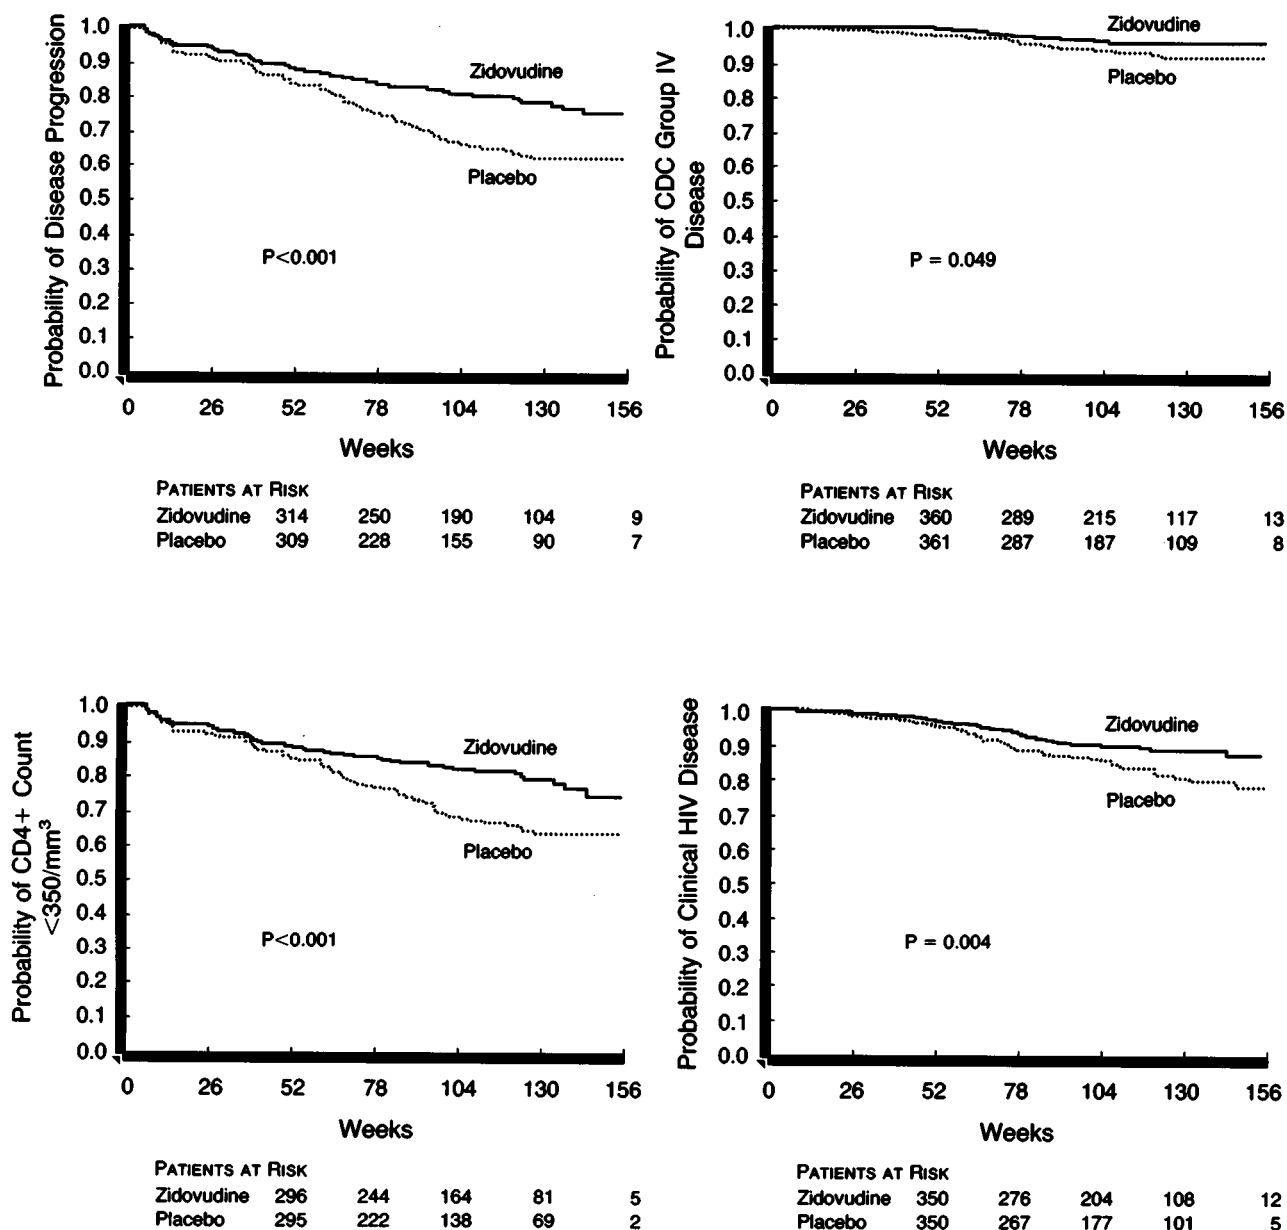 Probability of Disease Progression
1.0
0.9
0.8
0.7
0.6
0.5
0.4
0.3
0.2
0.1
0.0
Zidovudine
Placebo
P<0.001
0 26 52 78 104 130 156
Weeks
PATIENTS AT RISK
Zidovudine 314 250 190 104 9
Placebo 309 228 155 90 7
Probability of CDC Group IV
Disease
1.0
0.9
0.8
0.7
0.6
0.5
0.4
0.3
0.2
0.1
0.0
Zidovudine
Placebo
P = 0.049
0 26 52 78 104 130 156
Weeks
PATIENTS AT RISK
Zidovudine 360 289 215 117 13
Placebo 361 287 187 109 8
Probability of CD4+ Count
<350/mm³
1.0
0.9
0.8
0.7
0.6
0.5
0.4
0.3
0.2
0.1
0.0
Zidovudine
Placebo
P<0.001
0 26 52 78 104 130 156
Weeks
PATIENTS AT RISK
Zidovudine 296 244 164 81 5
Placebo 295 222 138 69 2
Probability of Clinical HIV Disease
1.0
0.9
0.8
0.7
0.6
0.5
0.4
0.3
0.2
0.1
0.0
Zidovudine
Placebo
P = 0.004
0 26 52 78 104 130 156
Weeks
PATIENTS AT RISK
Zidovudine 350 276 204 108 12
Placebo 350 267 177 101 5